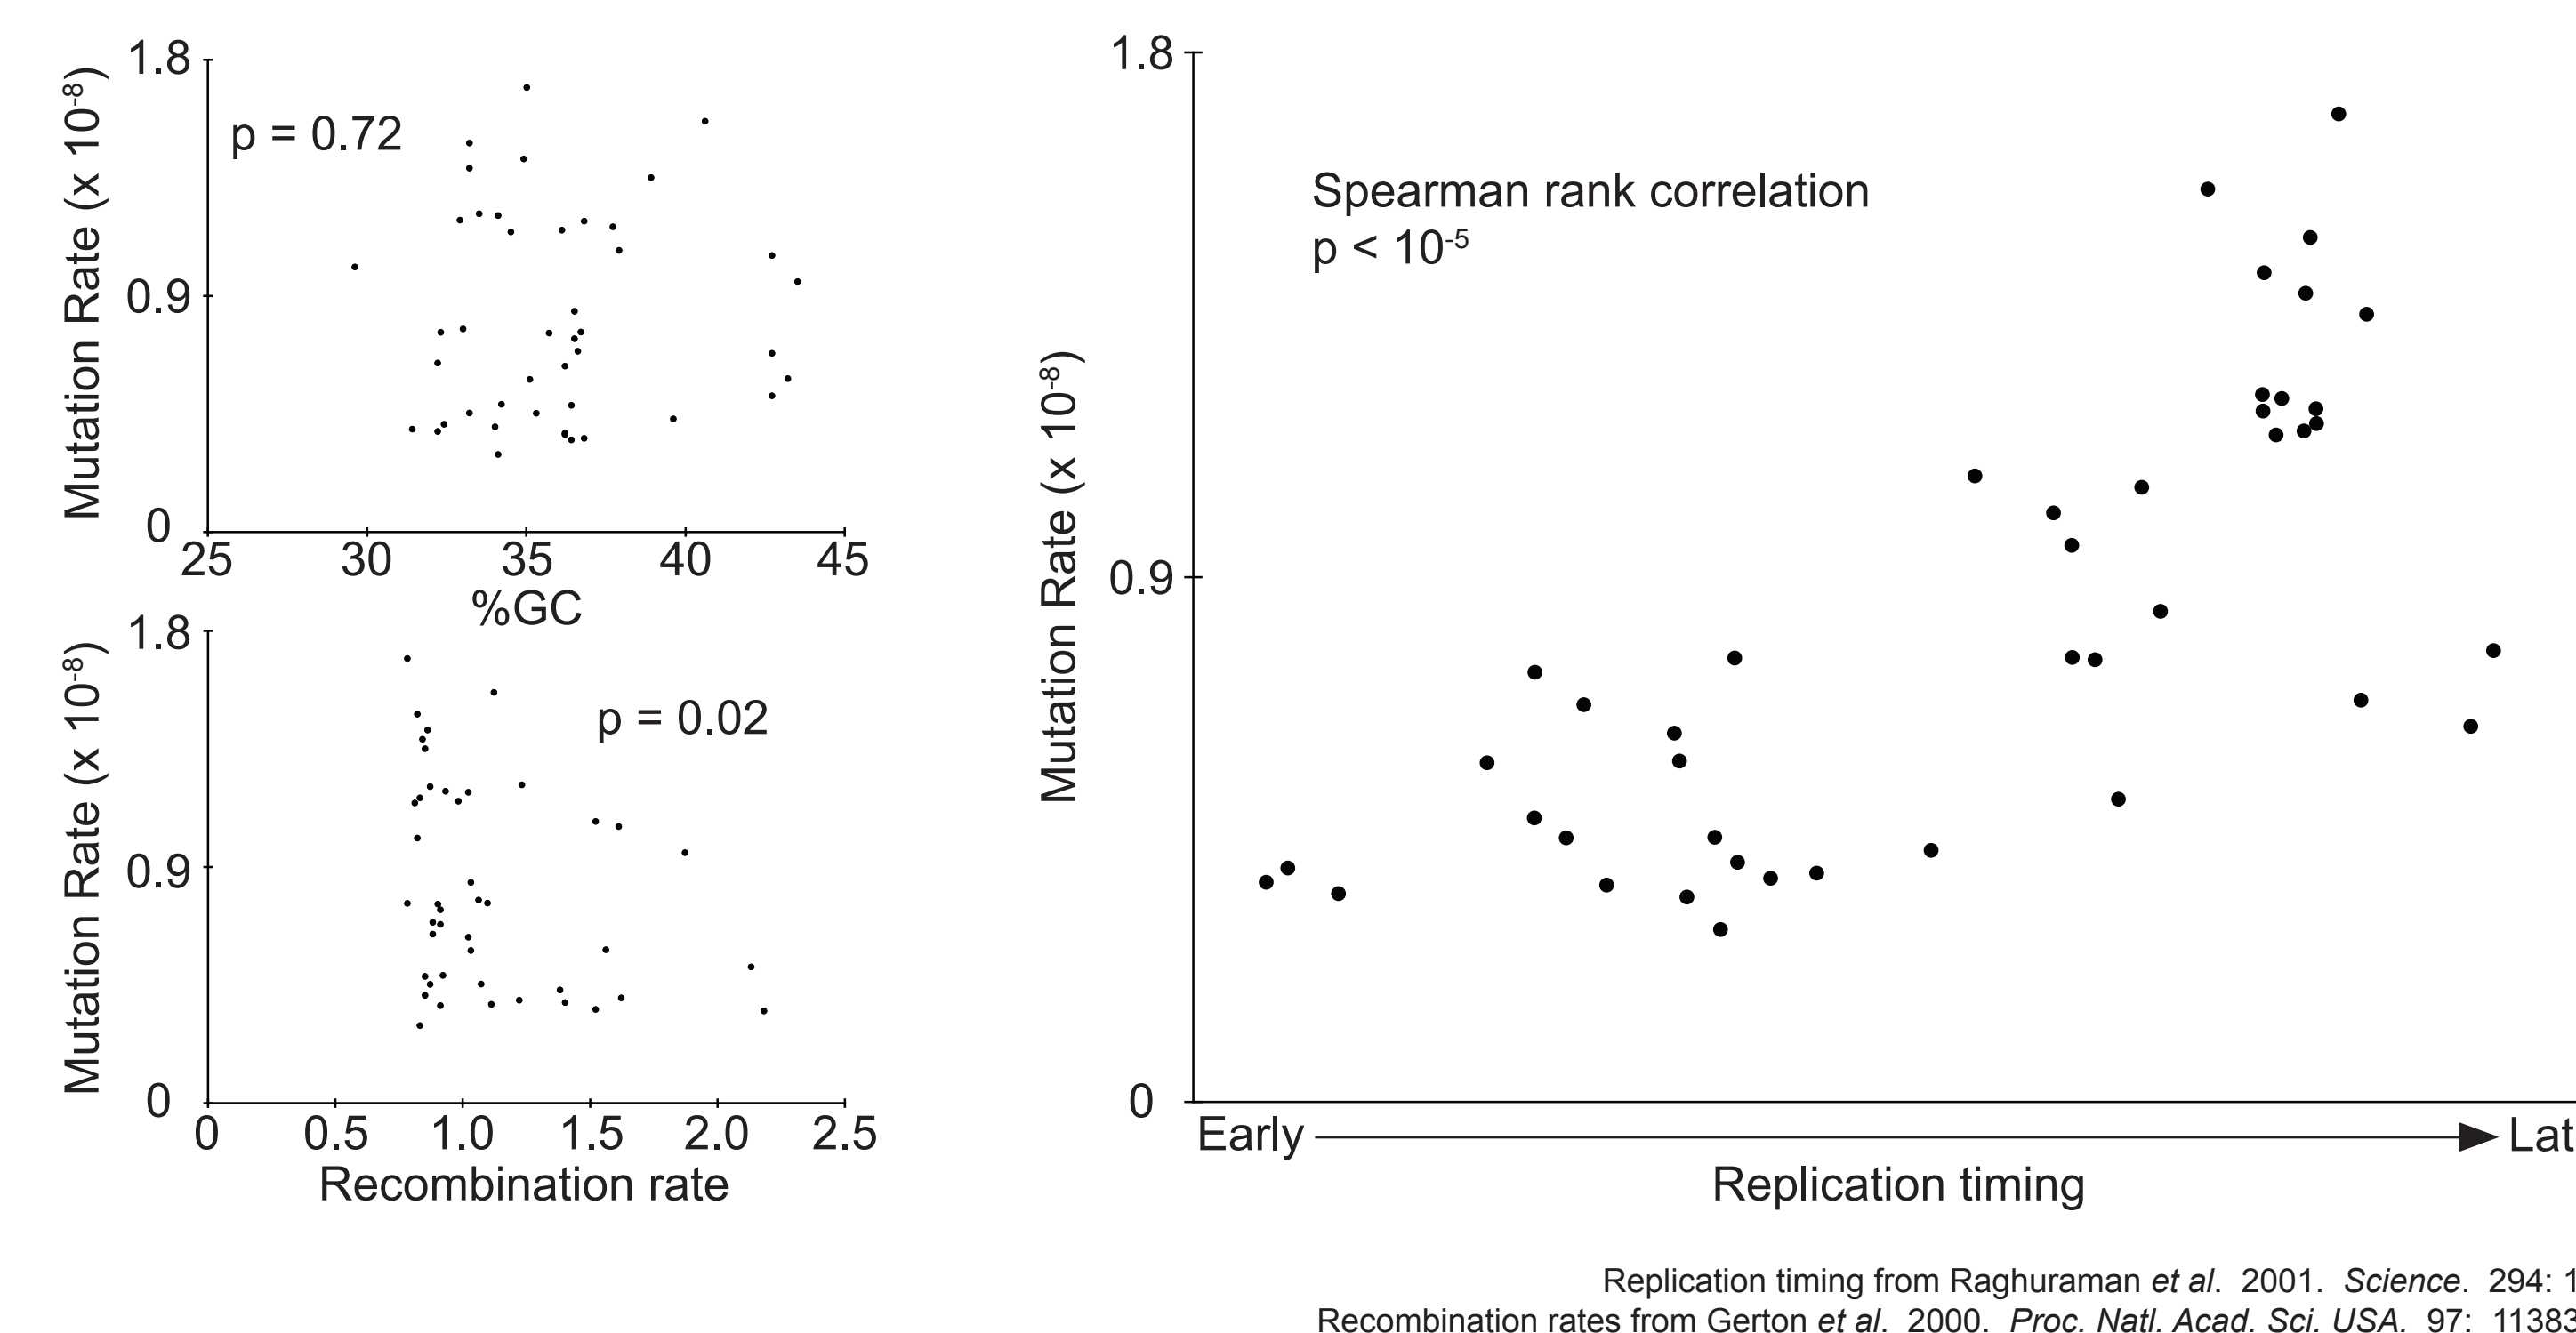 1.8
Mutation Rate (x 10-8)
p = 0.72
0.9
0
25 30 35 40 45
%GC
1.8
Mutation Rate (x 10-8)
p = 0.02
0.9
0
0 0.5 1.0 1.5 2.0 2.5
Recombination rate
1.8
Mutation Rate (x 10-8)
Spearman rank correlation
p < 10-5
0.9
0
Early Lat
Replication timing
Replication timing from Raghuraman et al. 2001. Science. 294: 1
Recombination rates from Gerton et al. 2000. Proc. Natl. Acad. Sci. USA. 97: 11383